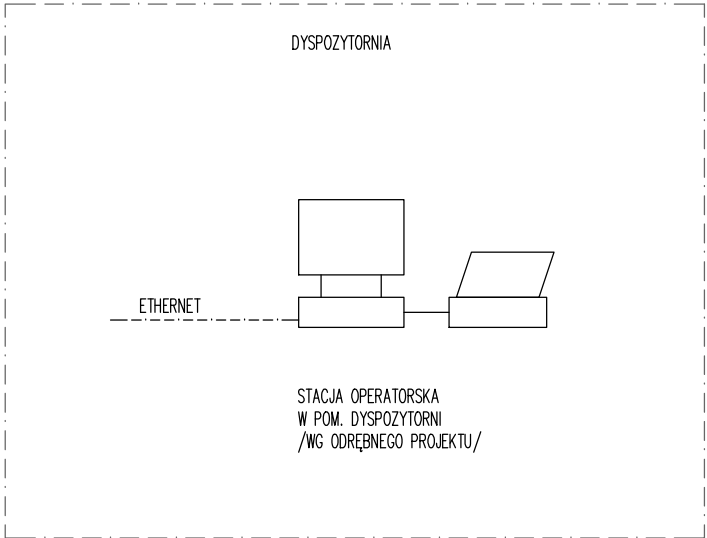 DYSPOZYTORNIA
ETHERNET
STACJA OPERATORSKA
W POM. DYSPOZYTORNI
/WG ODRĘBNEGO PROJEKTU/